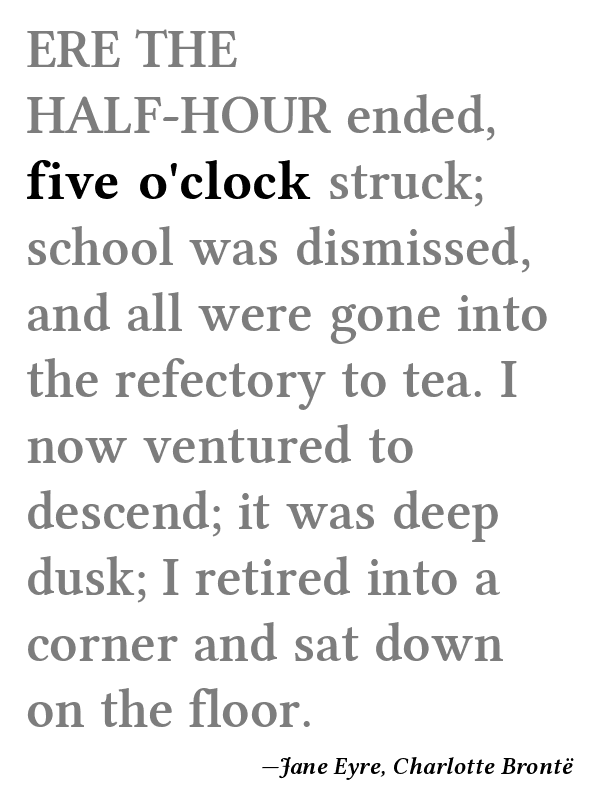 ERE THE
HALF-HOUR ended,
five o'clock struck;
school was dismissed,
and all were gone into
the refectory to tea. I
now ventured to
descend; it was deep
dusk; I retired into a
corner and sat down
on the floor.
—Jane Eyre, Charlotte Brontë